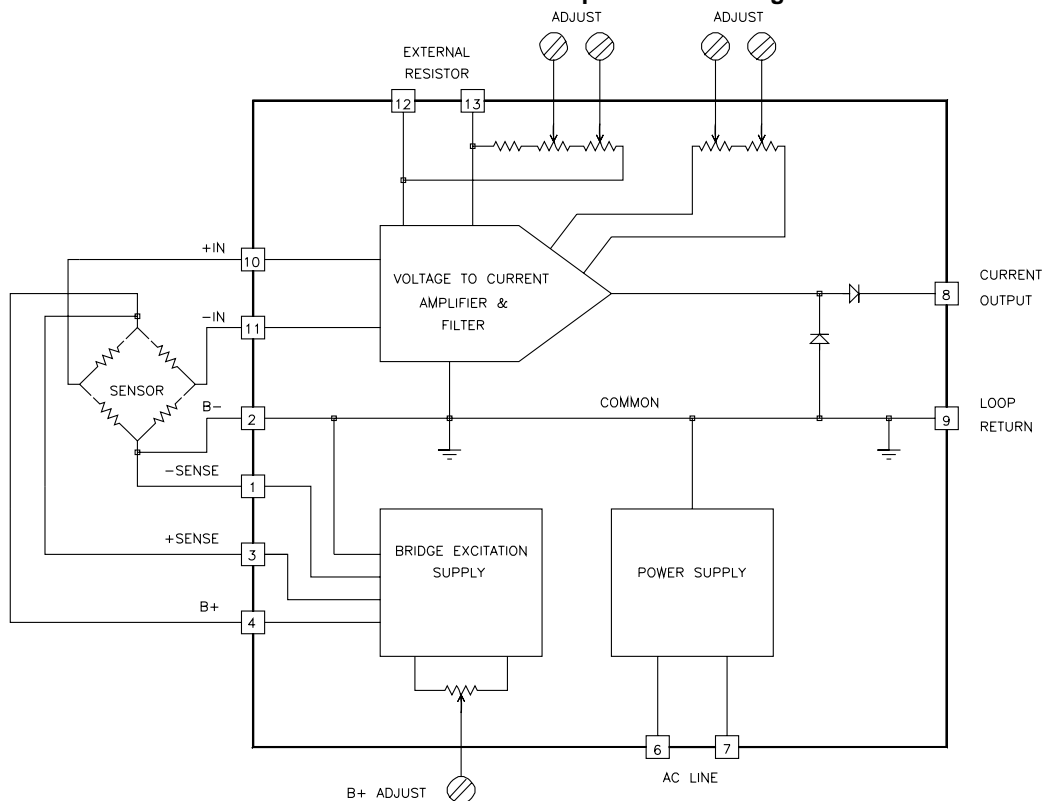 ADJUST
ADJUST
EXTERNAL
RESISTOR
12
13
+IN
10
VOLTAGE TO CURRENT
AMPLIFIER &
FILTER
CURRENT
OUTPUT
8
-IN
11
SENSOR
B-
2
COMMON
LOOP
RETURN
9
-SENSE
1
+SENSE
3
BRIDGE EXCITATION
SUPPLY
POWER SUPPLY
B+
4
6
7
AC LINE
B+ ADJUST